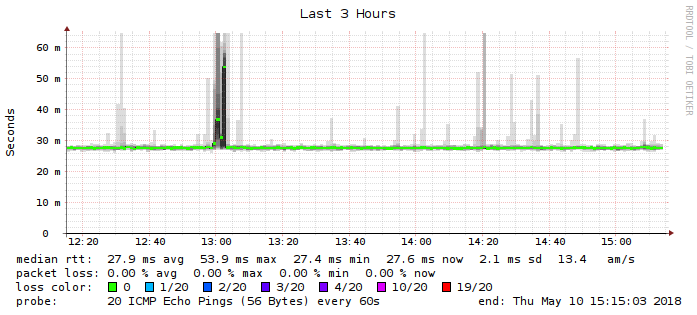 Last 3 Hours
RRDTOOL / TOBI OETIKER
Seconds
60 m
50 m
40 m
30 m
20 m
10 m
0
12:20 12:40 13:00 13:20 13:40 14:00 14:20 14:40 15:00
median rtt: 27.9 ms avg 53.9 ms max 27.4 ms min 27.6 ms now 2.1 ms sd 13.4 am/s
packet loss: 0.00 % avg 0.00 % max 0.00 % min 0.00 % now
loss color: 0 1/20 2/20 3/20 4/20 10/20 19/20
probe: 20 ICMP Echo Pings (56 Bytes) every 60s end: Thu May 10 15:15:03 2018